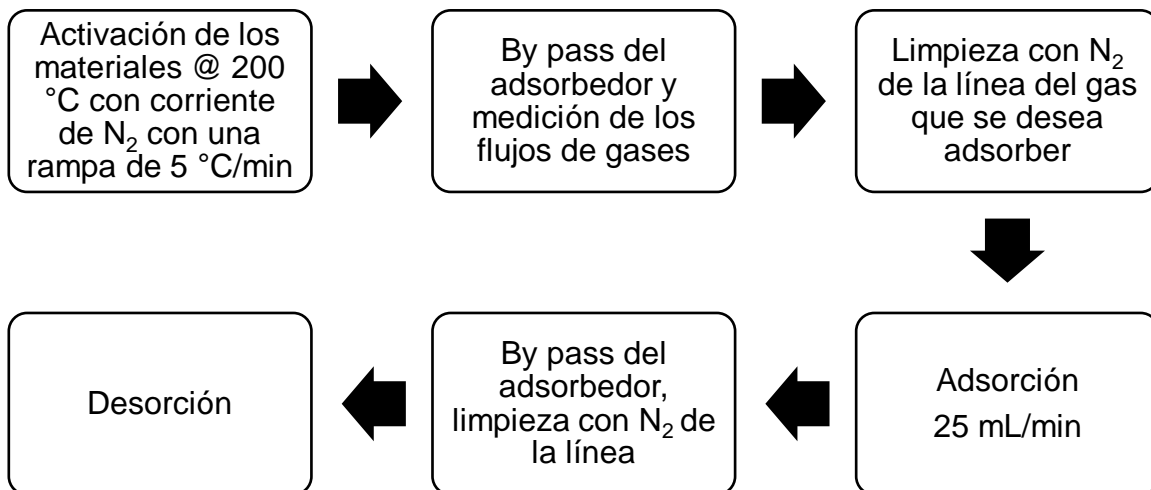 Activación de los
materiales @ 200
°C con corriente
de N₂ con una
rampa de 5 °C/min
By pass del
adsorbedor y
medición de los
flujos de gases
Limpieza con N₂
de la línea del gas
que se desea
adsorber
Adsorción
25 mL/min
By pass del
adsorbedor,
limpieza con N₂ de
la línea
Desorción